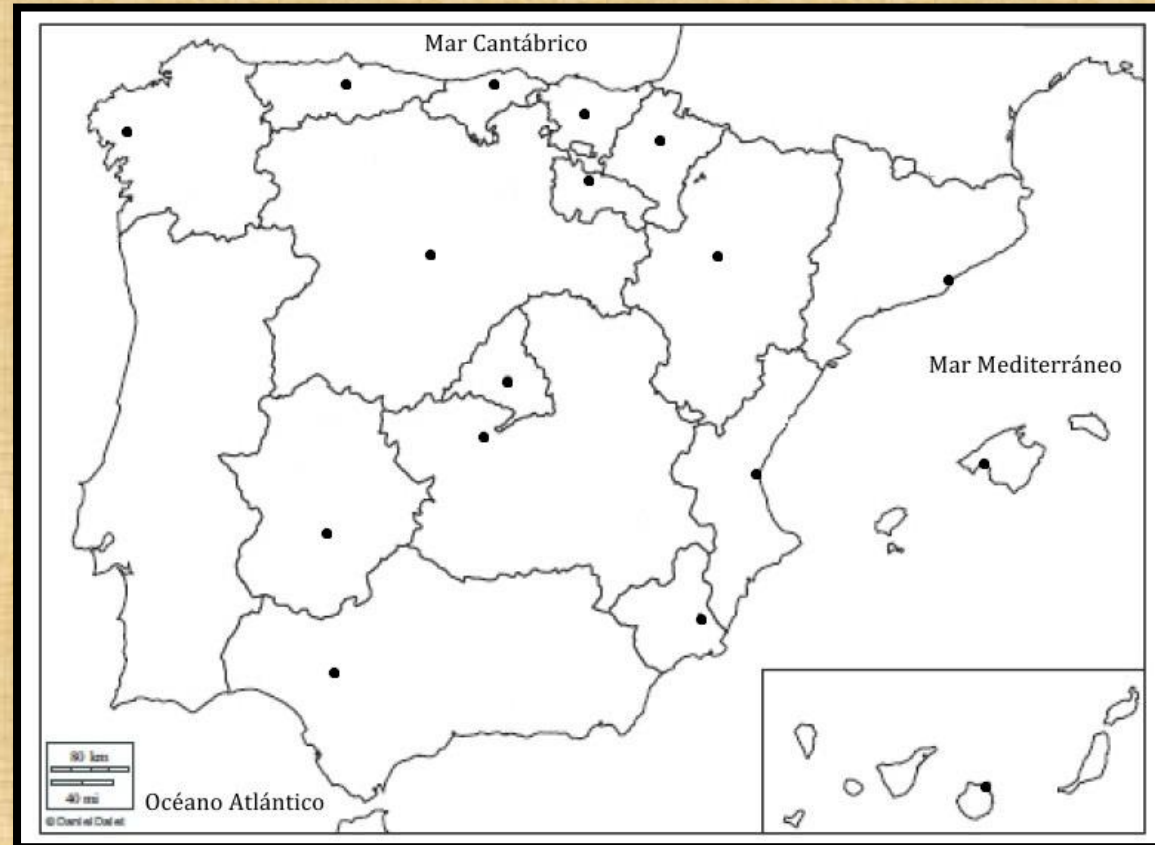 Mar Cantábrico
Mar Mediterráneo
80 km
40 mi
Océano Atlántico
© Daniel Dalet